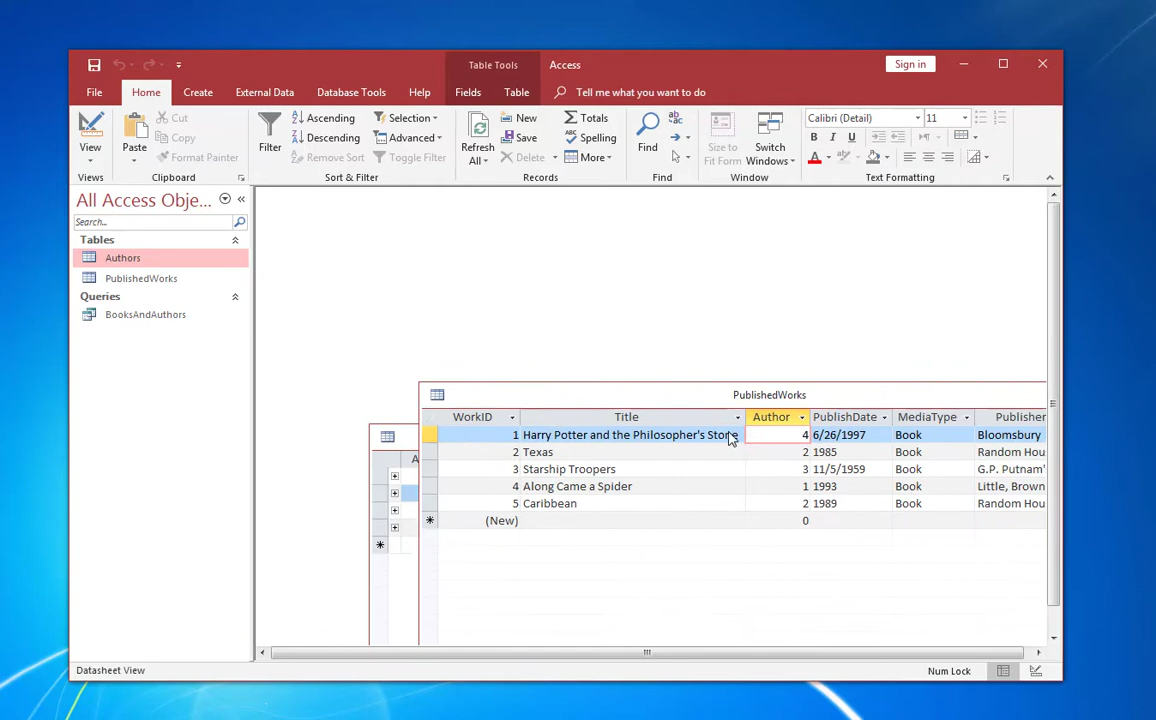 Table Tools Access Sign in
File Home Create External Data Database Tools Help Fields Table Tell me what you want to do
View
Views
Paste
Cut
Copy
Format Painter
Clipboard
Filter
Ascending
Descending
Remove Sort
Selection
Advanced
Toggle Filter
Sort & Filter
Refresh
All
New
Save
Delete
Totals
Spelling
More
Records
Find
Find
Size to
Fit Form
Switch
Windows
Window
Calibri (Detail) 11
B I U
A
Text Formatting
All Access Obje...
Search...
Tables
Authors
PublishedWorks
Queries
BooksAndAuthors
A
PublishedWorks
WorkID Title Author PublishDate MediaType Publisher
1 Harry Potter and the Philosopher's Stone 4 6/26/1997 Book Bloomsbury
2 Texas 2 1985 Book Random Hou
3 Starship Troopers 3 11/5/1959 Book G.P. Putnam'
4 Along Came a Spider 1 1993 Book Little, Brown
5 Caribbean 2 1989 Book Random Hou
(New) 0
Datasheet View Num Lock